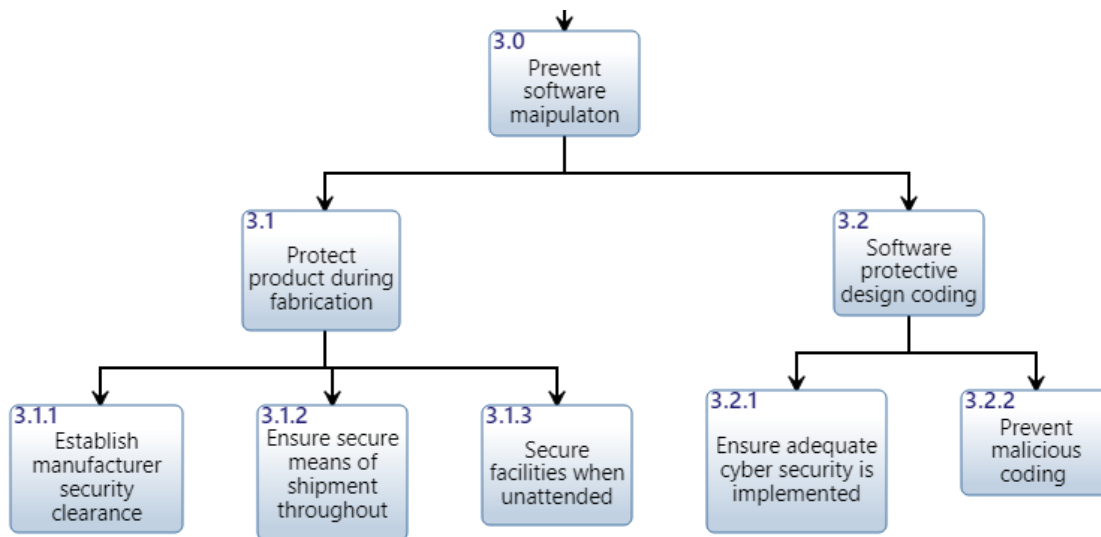 3.0
Prevent
software
maipulaton
3.1
Protect
product during
fabrication
3.2
Software
protective
design coding
3.1.1
Establish
manufacturer
security
clearance
3.1.2
Ensure secure
means of
shipment
throughout
3.1.3
Secure
facilities when
unattended
3.2.1
Ensure adequate
cyber security is
implemented
3.2.2
Prevent
malicious
coding